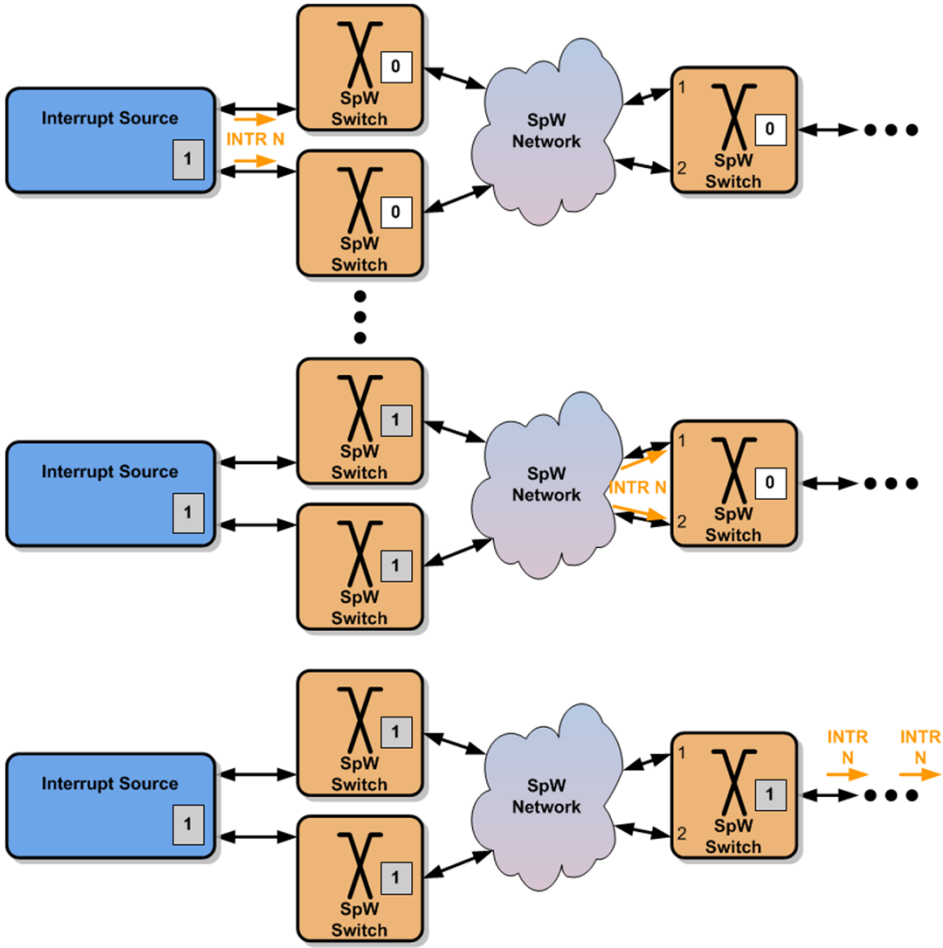 0
SpW
Switch
Interrupt Source
1
INTR N
0
SpW
Switch
SpW
Network
1
2
0
SpW
Switch
1
SpW
Switch
Interrupt Source
1
1
SpW
Switch
SpW
Network
INTR N
1
2
0
SpW
Switch
1
SpW
Switch
Interrupt Source
1
1
SpW
Switch
SpW
Network
1
2
1
SpW
Switch
INTR
N
INTR
N